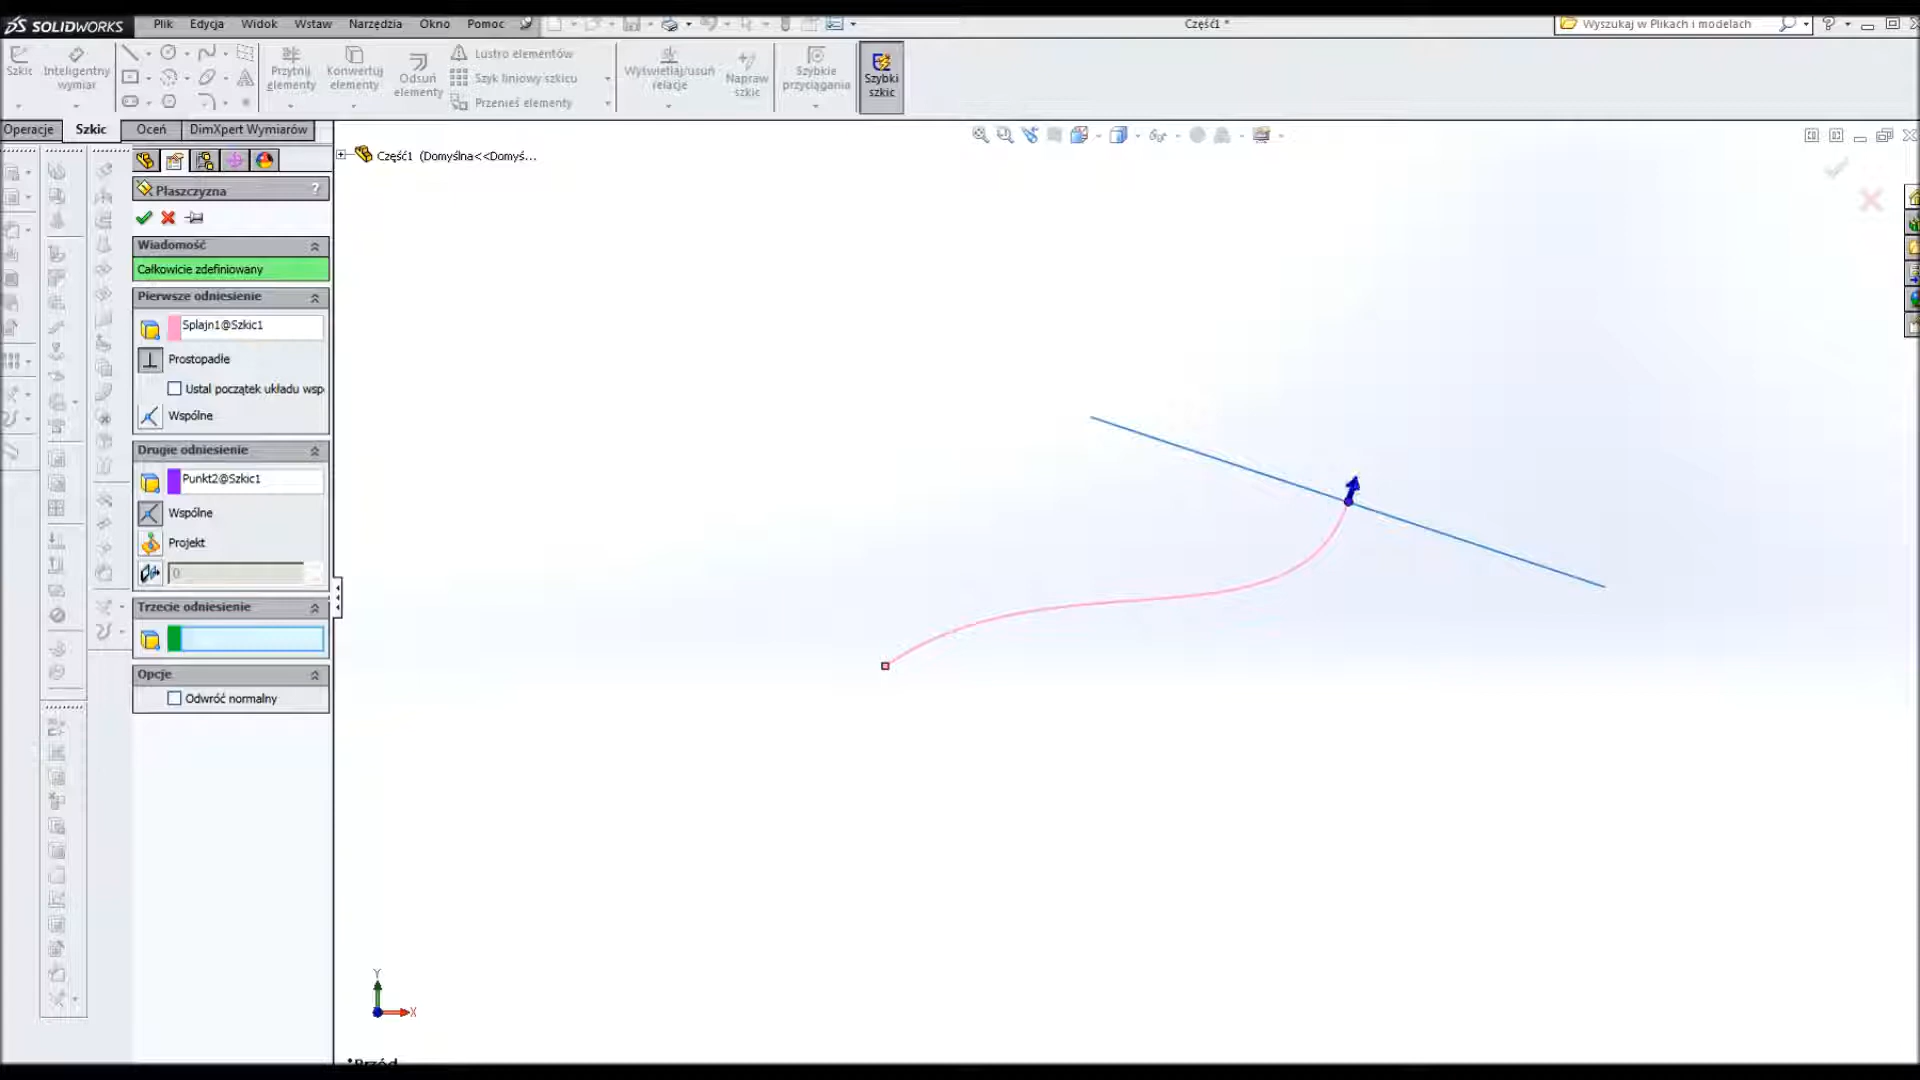 SOLIDWORKS
Plik Edycja Widok Wstaw Narzędzia Okno Pomoc
Część1 *
Wyszukaj w Plikach i modelach
Szkic
Inteligentny wymiar
Przytnij elementy
Konwertuj elementy
Odsuń elementy
Lustro elementów
Szyk liniowy szkicu
Przenieś elementy
Wyświetlaj/usuń relacje
Napraw szkic
Szybkie przyciągania
Szybki szkic
Operacje Szkic Oceń DimXpert Wymiarów
Część1 (Domyślna<<Domyś...
Płaszczyzna ?
Wiadomość
Całkowicie zdefiniowany
Pierwsze odniesienie
Splajn1@Szkic1
Prostopadłe
Ustal początek układu wsp
Wspólne
Drugie odniesienie
Punkt2@Szkic1
Wspólne
Projekt
0
Trzecie odniesienie
Opcje
Odwróć normalny
Y
X
*Przód